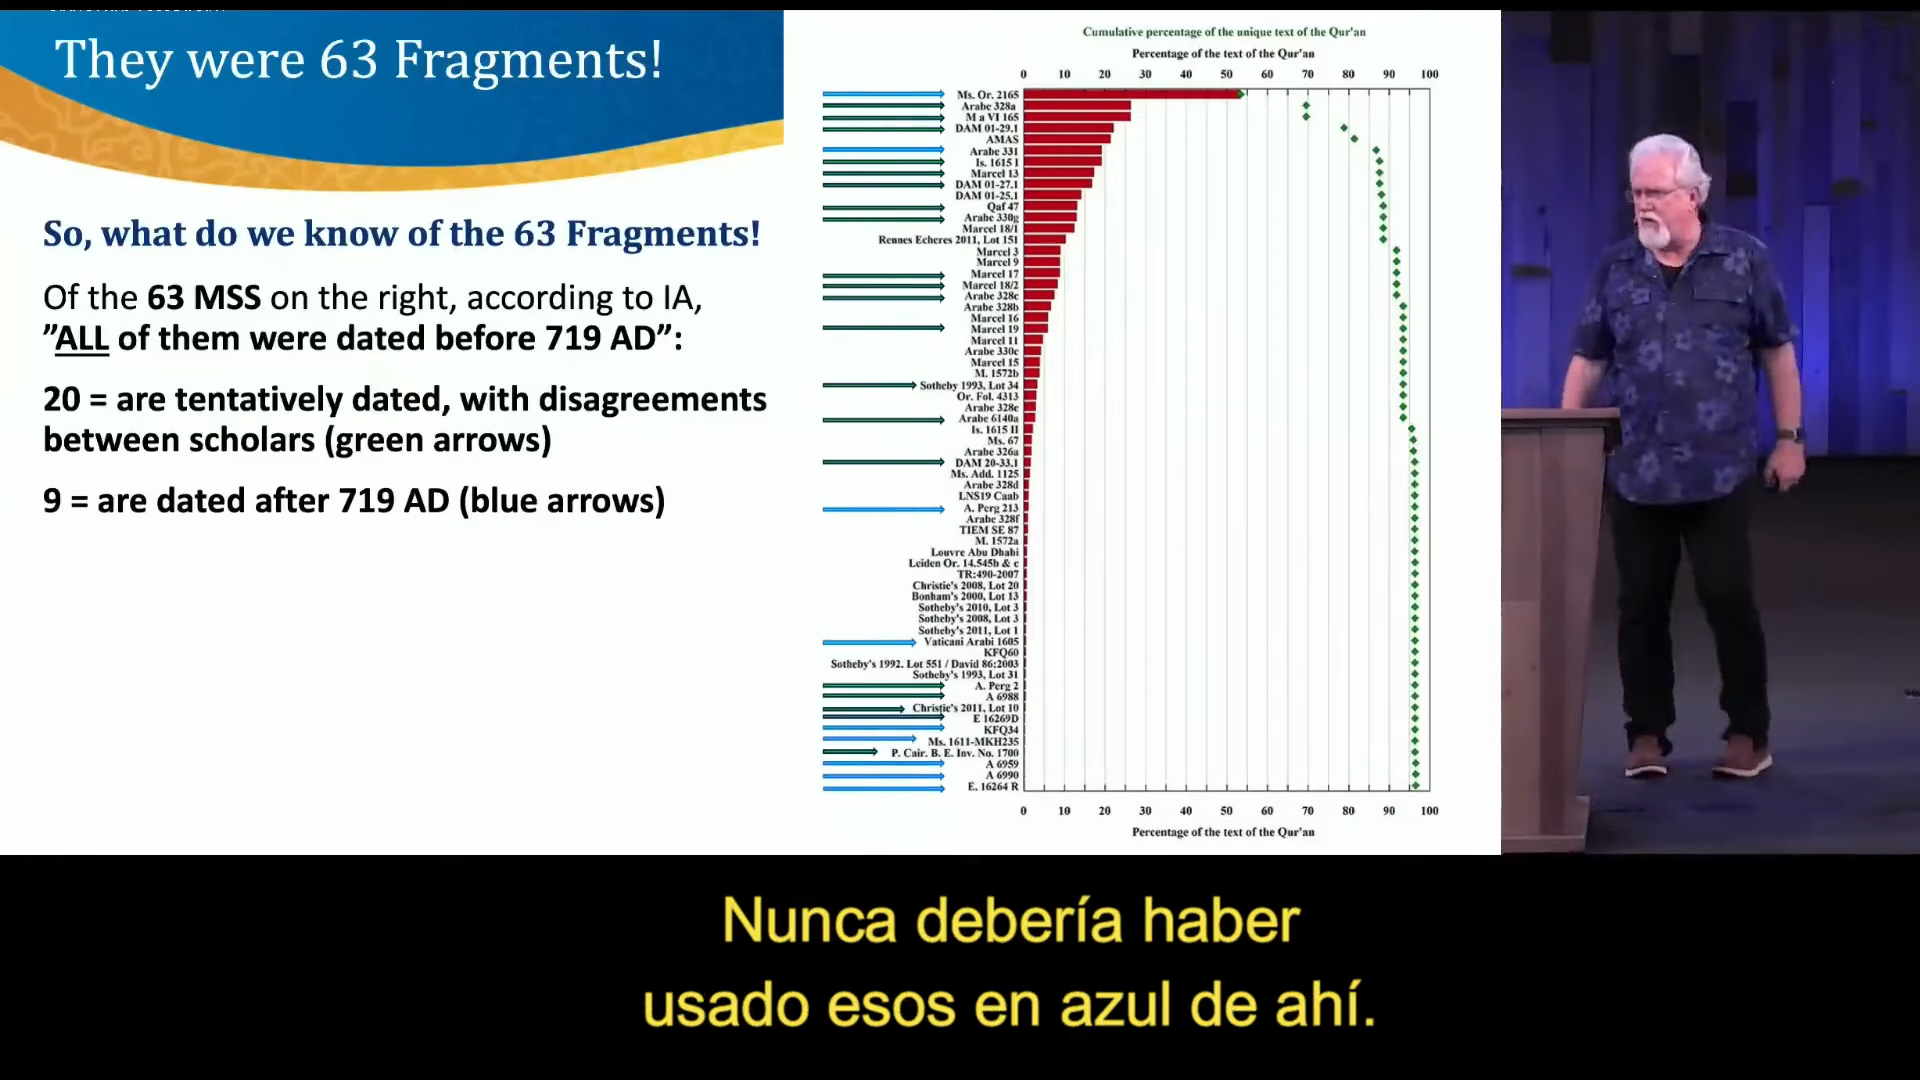 They were 63 Fragments!
So, what do we know of the 63 Fragments!
Of the 63 MSS on the right, according to IA,
”ALL of them were dated before 719 AD”:
20 = are tentatively dated, with disagreements
between scholars (green arrows)
9 = are dated after 719 AD (blue arrows)
Cumulative percentage of the unique text of the Qur'an
Percentage of the text of the Qur'an
0 10 20 30 40 50 60 70 80 90 100
Ms. Or. 2165
Arabe 328a
M a VI 165
DAM 01-29.1
AMAS
Arabe 331
Is. 1615 I
Marcel 13
DAM 01-27.1
DAM 01-25.1
Qaf 47
Arabe 330g
Marcel 18/1
Rennes Echeres 2011, Lot 151
Marcel 3
Marcel 9
Marcel 17
Marcel 18/2
Arabe 328c
Arabe 328b
Marcel 16
Marcel 19
Marcel 11
Arabe 330c
Marcel 15
M. 1572b
Sotheby 1993, Lot 34
Or. Fol. 4313
Arabe 328e
Arabe 6140a
Is. 1615 II
Ms. 67
Arabe 326a
DAM 20-33.1
Ms. Add. 1125
Arabe 328d
LNS19 Caab
A. Perg 213
Arabe 328f
TIEM SE 87
M. 1572a
Louvre Abu Dhabi
Leiden Or. 14.545b & c
TR:490-2007
Christie's 2008, Lot 20
Bonham's 2000, Lot 13
Sotheby's 2010, Lot 3
Sotheby's 2008, Lot 3
Sotheby's 2011, Lot 1
Vaticani Arabi 1605
KFQ60
Sotheby's 1992. Lot 551 / David 86:2003
Sotheby's 1993, Lot 31
A. Perg 2
A 6988
Christie's 2011, Lot 10
E 16269D
KFQ34
Ms. 1611-MKH235
P. Cair. B. E. Inv. No. 1700
A 6959
A 6990
E. 16264 R
0 10 20 30 40 50 60 70 80 90 100
Percentage of the text of the Qur'an
Nunca debería haber
usado esos en azul de ahí.